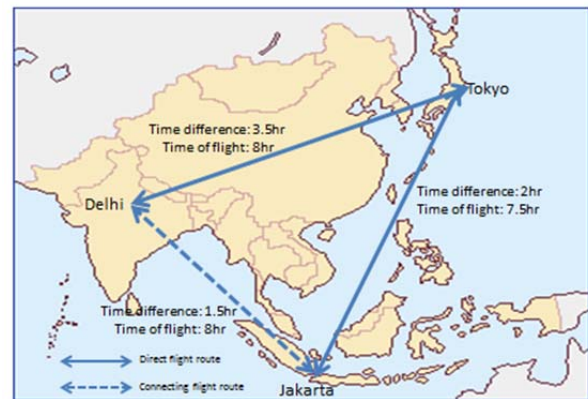 Tokyo
Time difference: 3.5hr
Time of flight: 8hr
Time difference: 2hr
Time of flight: 7.5hr
Delhi
Time difference: 1.5hr
Time of flight: 8hr
Direct flight route
Connecting flight route
Jakarta